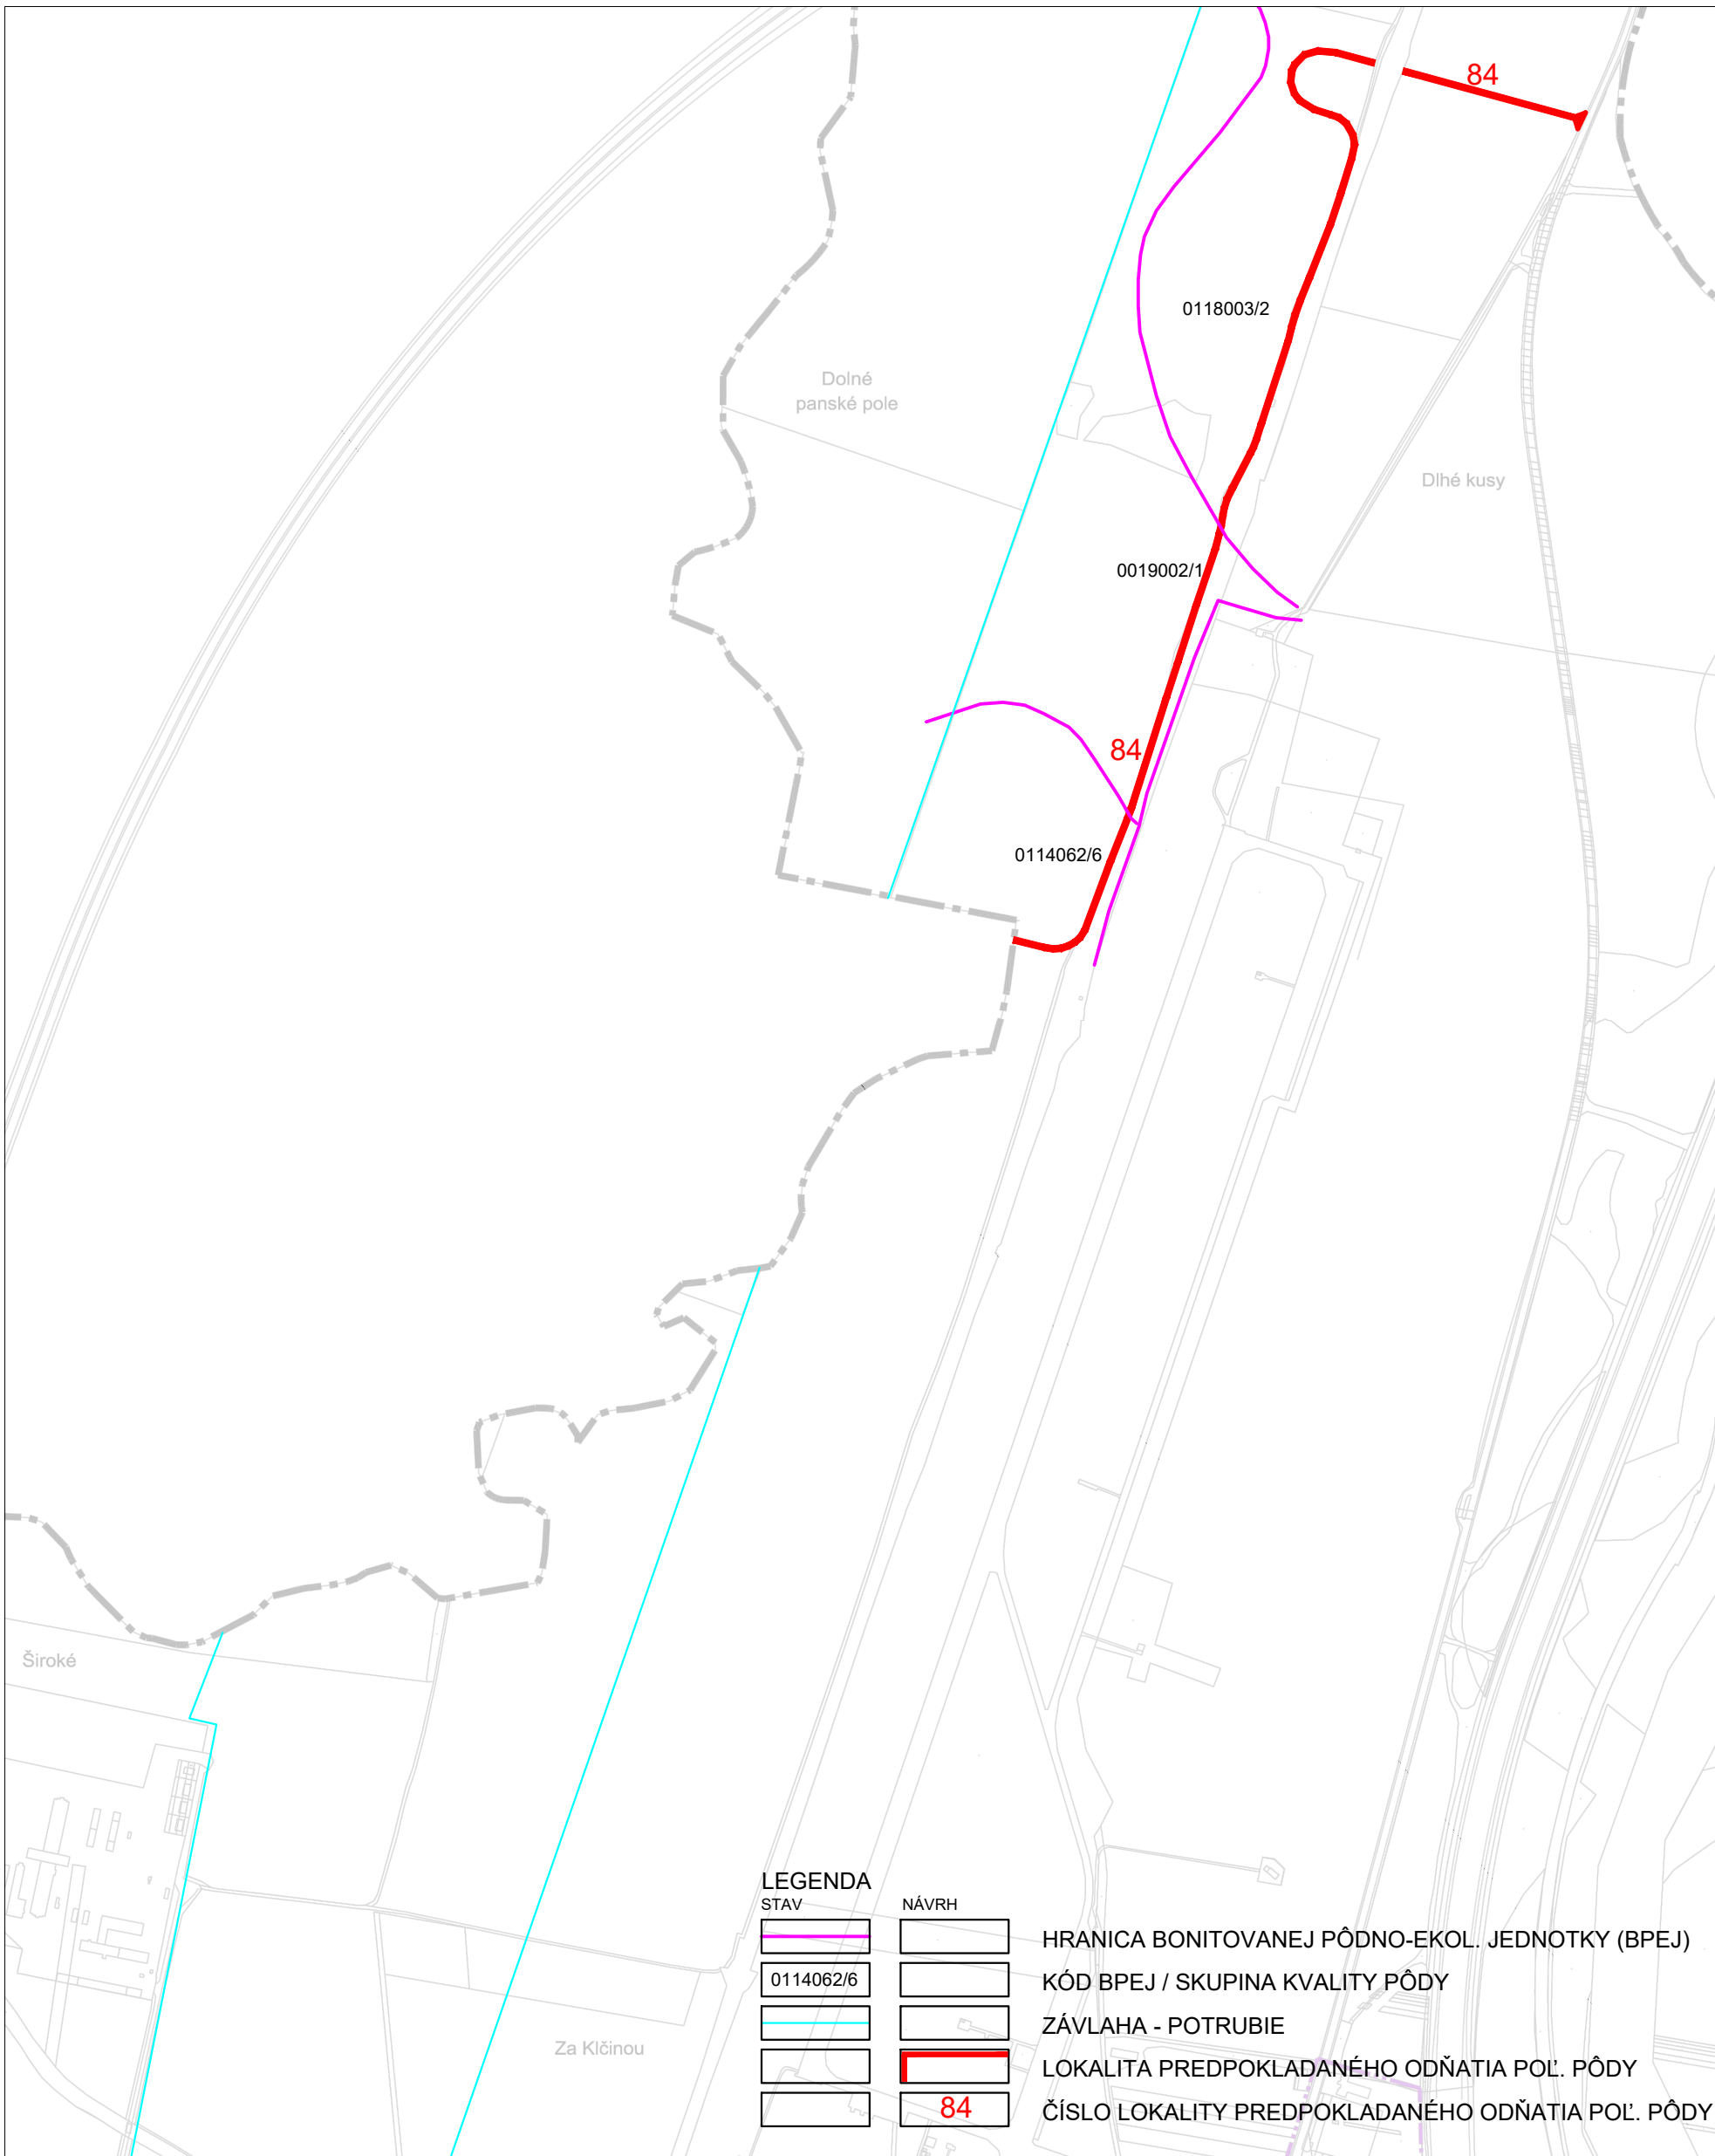 84
0118003/2
Dolné
panské pole
Dlhé kusy
0019002/1
84
0114062/6
Široké
Za Klčinou
LEGENDA
STAV
NÁVRH
HRANICA BONITOVANEJ PÔDNO-EKOL. JEDNOTKY (BPEJ)
0114062/6
KÓD BPEJ / SKUPINA KVALITY PÔDY
ZÁVLAHA - POTRUBIE
LOKALITA PREDPOKLADANÉHO ODŇATIA POĽ. PÔDY
84
ČÍSLO LOKALITY PREDPOKLADANÉHO ODŇATIA POĽ. PÔDY